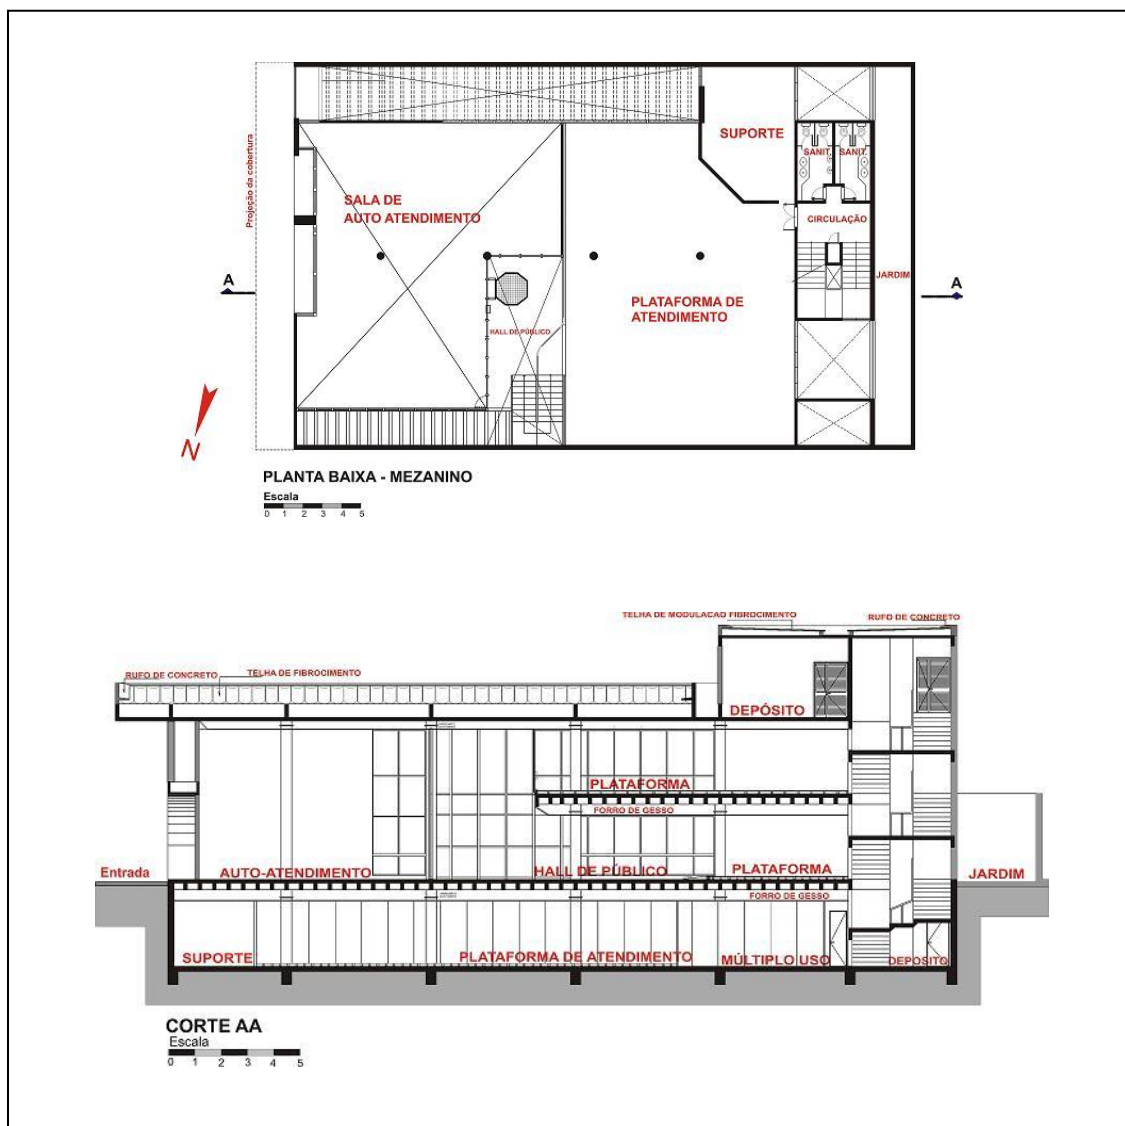 Projeção da cobertura
SUPORTE
SANIT.
SANIT.
SALA DE
AUTO ATENDIMENTO
CIRCULAÇÃO
A
A
JARDIM
PLATAFORMA DE
ATENDIMENTO
HALL DE PÚBLICO
N
PLANTA BAIXA - MEZANINO
Escala
0 1 2 3 4 5
TELHA DE MODULACAO FIBROCIMENTO
RUFO DE CONCRETO
RUFO DE CONCRETO
TELHA DE FIBROCIMENTO
DEPÓSITO
PLATAFORMA
FORRO DE GESSO
Entrada
AUTO-ATENDIMENTO
HALL DE PÚBLICO
PLATAFORMA
JARDIM
FORRO DE GESSO
SUPORTE
PLATAFORMA DE ATENDIMENTO
MÚLTIPLO USO
DEPOSITO
CORTE AA
Escala
0 1 2 3 4 5